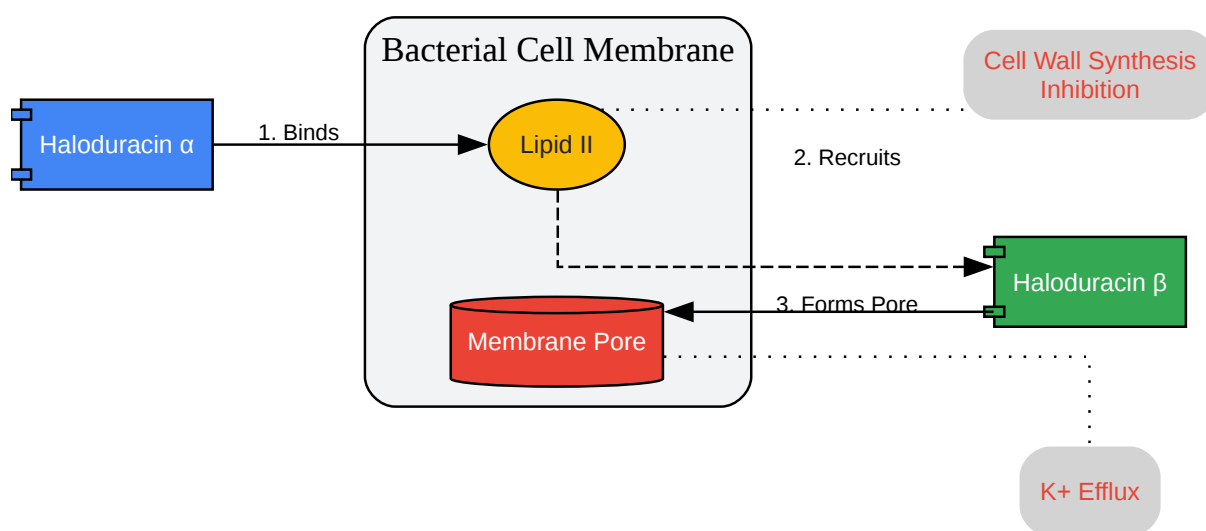 Bacterial Cell Membrane
Cell Wall Synthesis
Inhibition
Haloduracin α
1. Binds
Lipid II
2. Recruits
Haloduracin β
3. Forms Pore
Membrane Pore
K+ Efflux